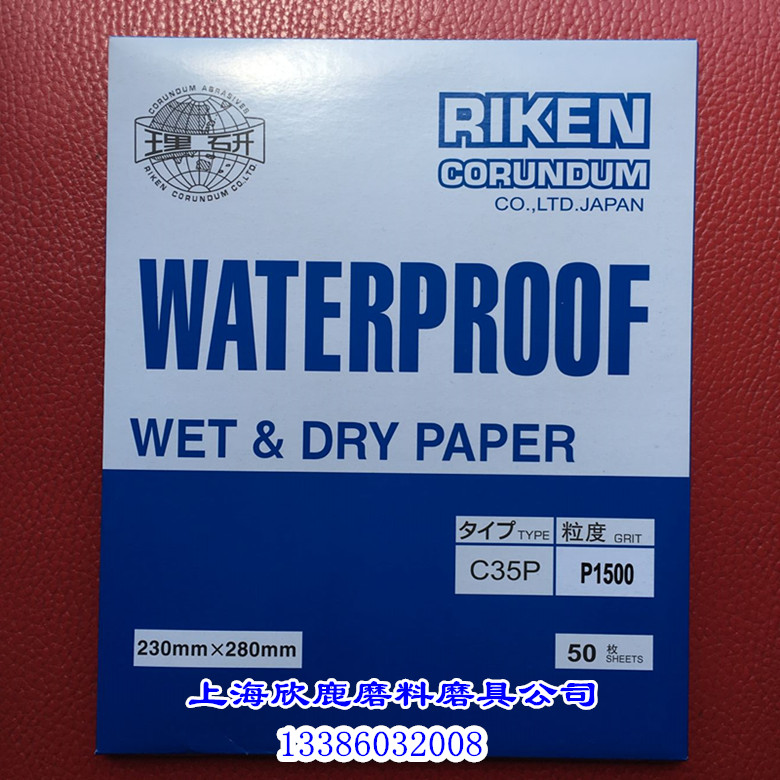 CORUNDUM ABRASIVES
理研
RIKEN CORUNDUM CO.LTD.
RIKEN
CORUNDUM
CO.,LTD.JAPAN
WATERPROOF
WET & DRY PAPER
タイプ TYPE 粒度 GRIT
C35P P1500
230mm×280mm 50 枚 SHEETS
上海欣鹿磨料磨具公司
13386032008